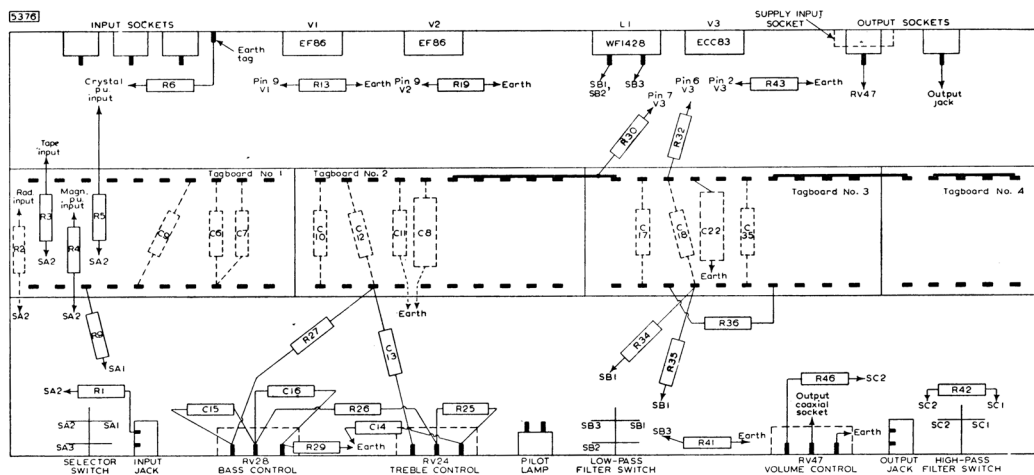 5376
INPUT SOCKETS
V1
V2
L1
V3
SUPPLY INPUT
SOCKET
OUTPUT SOCKETS
EF86
EF86
WF1428
ECC83
Earth
tag
Crystal
p.u.
input
R6
Pin 9
V1
R13
Earth
Pin 9
V2
R19
Earth
SB1,
SB2
SB3
Pin 7
V3
Pin 6
V3
Pin 2
V3
R43
Earth
RV47
Output
jack
R30
R32
Tape
input
Rad.
input
Magn.
p.u.
input
Tagboard No. 1
Tagboard No. 2
Tagboard No. 3
Tagboard No. 4
R2
R3
R4
R5
C9
C6
C7
C10
C12
C11
C8
C17
C18
C22
C35
SA2
SA2
Earth
SA2
SA2
Earth
R9
R27
C13
R34
R35
R36
SA1
SB1
SB1
SA2
R1
C15
C16
R26
R25
C14
R29
Earth
Earth
SA2
SA1
SA3
SB3
SB1
SB2
SB3
R41
Earth
R46
SC2
Output
coaxial
socket
Earth
R42
SC2
SC1
SC2
SC1
SELECTOR
SWITCH
INPUT
JACK
RV28
BASS CONTROL
RV24
TREBLE CONTROL
PILOT
LAMP
LOW-PASS
FILTER SWITCH
RV47
VOLUME CONTROL
OUTPUT
JACK
HIGH-PASS
FILTER SWITCH